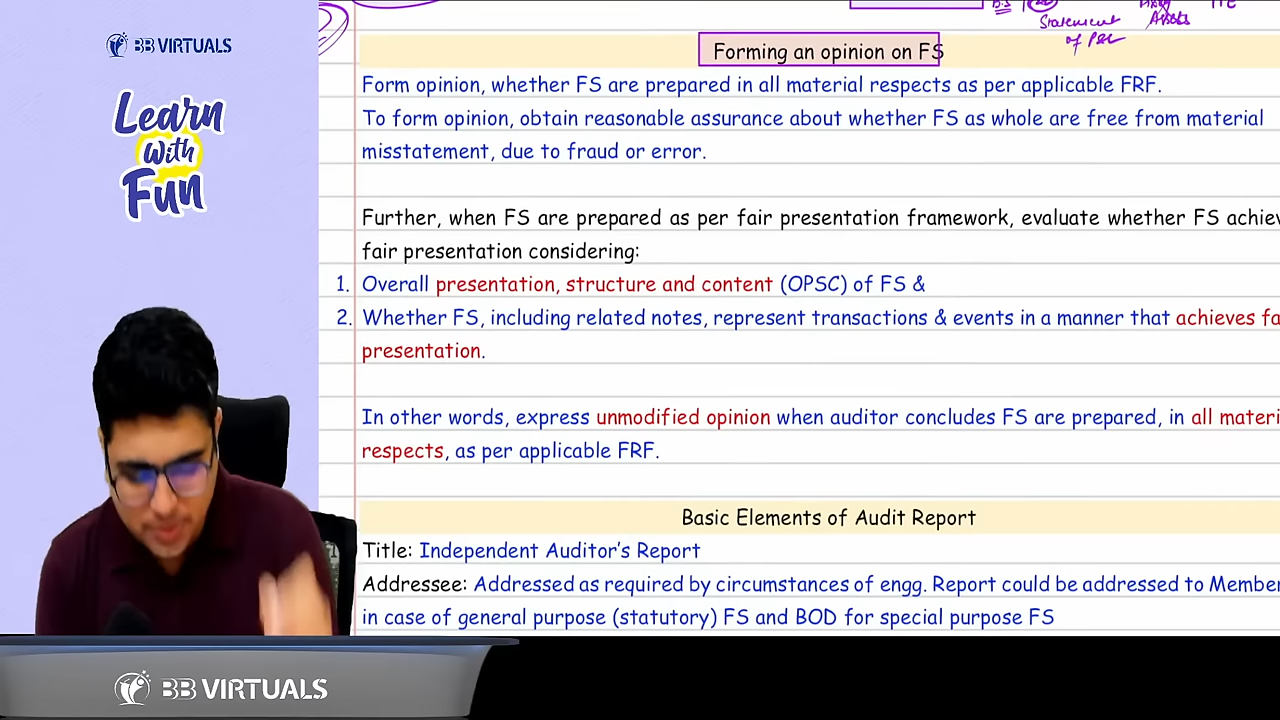 BB VIRTUALS
Learn
With
Fun
B.S
Statement
of P&L
Assets
Forming an opinion on FS
Form opinion, whether FS are prepared in all material respects as per applicable FRF.
To form opinion, obtain reasonable assurance about whether FS as whole are free from material
misstatement, due to fraud or error.
Further, when FS are prepared as per fair presentation framework, evaluate whether FS achiev
fair presentation considering:
1. Overall presentation, structure and content (OPSC) of FS &
2. Whether FS, including related notes, represent transactions & events in a manner that achieves fa
presentation.
In other words, express unmodified opinion when auditor concludes FS are prepared, in all materi
respects, as per applicable FRF.
Basic Elements of Audit Report
Title: Independent Auditor's Report
Addressee: Addressed as required by circumstances of engg. Report could be addressed to Member
in case of general purpose (statutory) FS and BOD for special purpose FS
BB VIRTUALS